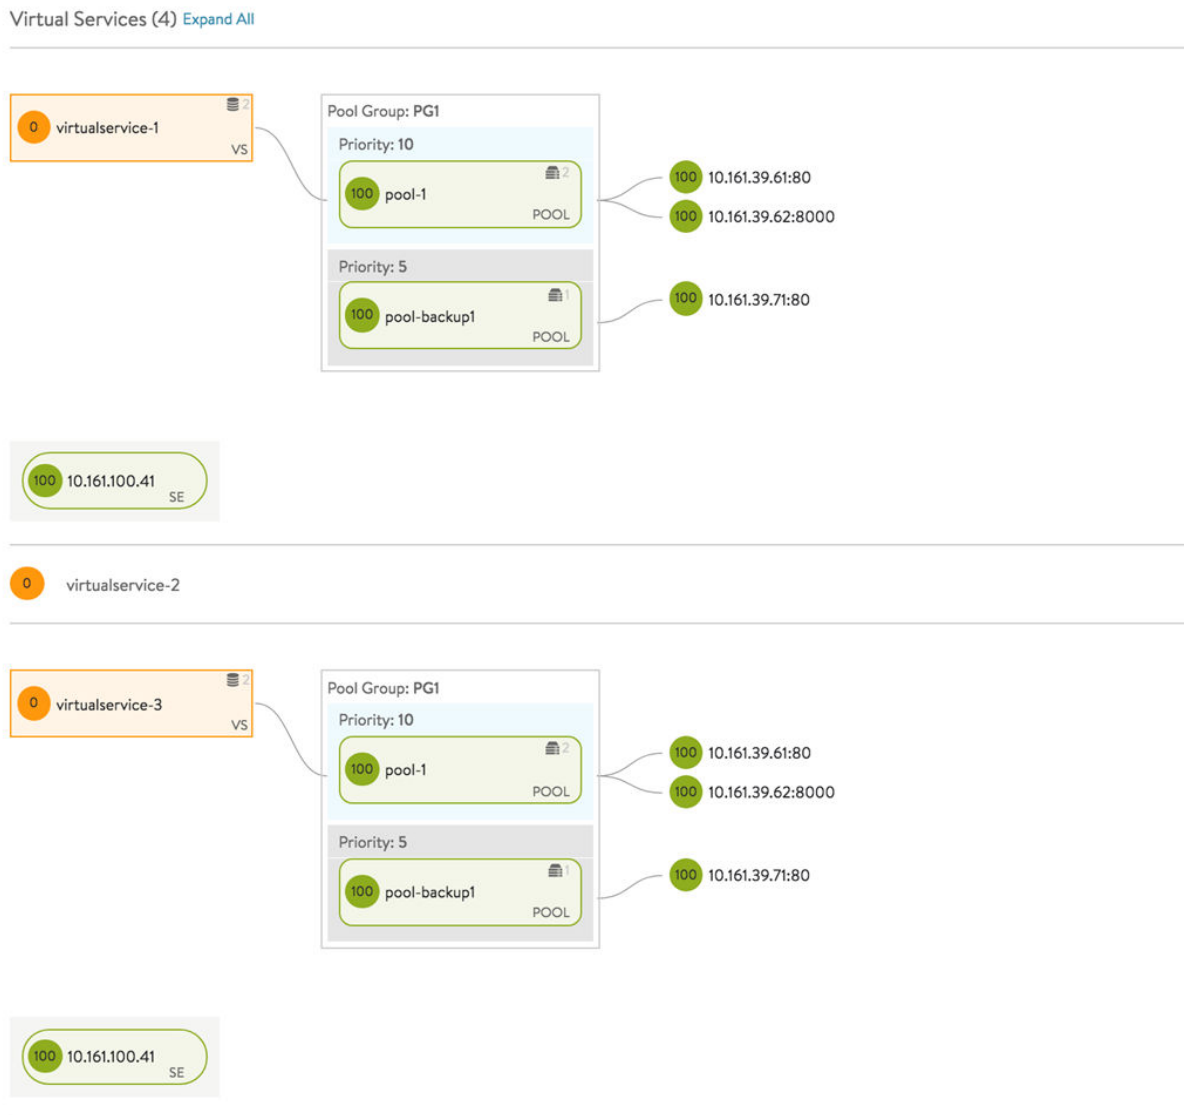 Virtual Services (4) Expand All
2
0 virtualservice-1
VS
Pool Group: PG1
Priority: 10
2
100 pool-1
POOL
100 10.161.39.61:80
100 10.161.39.62:8000
Priority: 5
1
100 pool-backup1
POOL
100 10.161.39.71:80
100 10.161.100.41
SE
0 virtualservice-2
2
0 virtualservice-3
VS
Pool Group: PG1
Priority: 10
2
100 pool-1
POOL
100 10.161.39.61:80
100 10.161.39.62:8000
Priority: 5
1
100 pool-backup1
POOL
100 10.161.39.71:80
100 10.161.100.41
SE